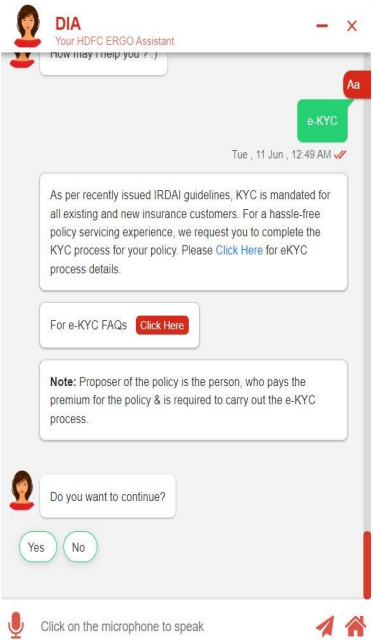 DIA
Your HDFC ERGO Assistant
How may I help you ? :)
Aa
e-KYC
Tue , 11 Jun , 12:49 AM
As per recently issued IRDAI guidelines, KYC is mandated for
all existing and new insurance customers. For a hassle-free
policy servicing experience, we request you to complete the
KYC process for your policy. Please Click Here for eKYC
process details.
For e-KYC FAQs Click Here
Note: Proposer of the policy is the person, who pays the
premium for the policy & is required to carry out the e-KYC
process.
Do you want to continue?
Yes No
Click on the microphone to speak